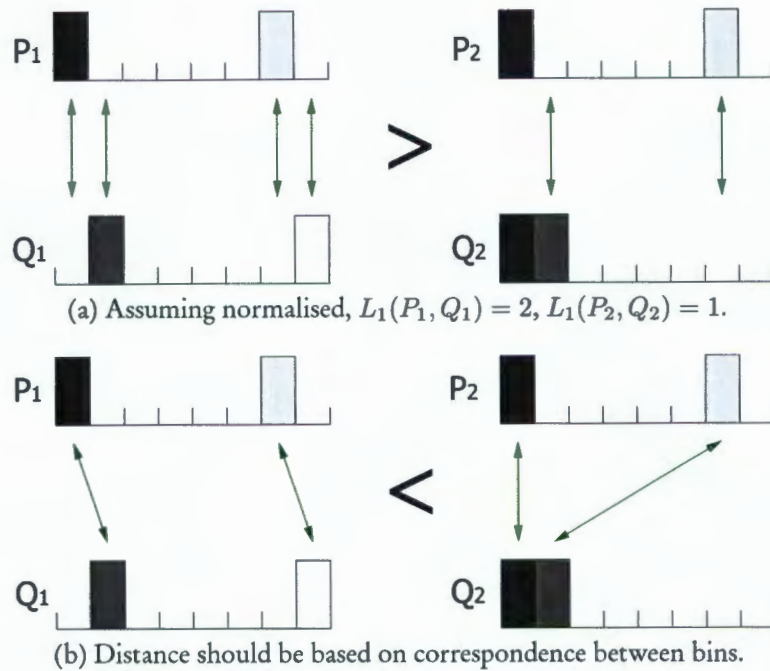 P1
P2
>
Q1
Q2
(a) Assuming normalised, L1(P1, Q1) = 2, L1(P2, Q2) = 1.
P1
P2
<
Q1
Q2
(b) Distance should be based on correspondence between bins.